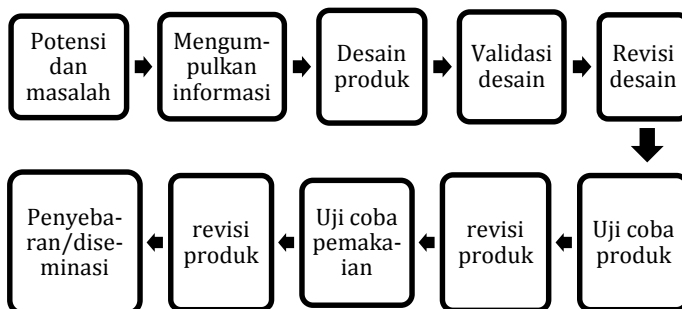 Potensi
dan
masalah
Mengum-
pulkan
informasi
Desain
produk
Validasi
desain
Revisi
desain
Uji coba
produk
revisi
produk
Uji coba
pemaka-
ian
revisi
produk
Penyeba-
ran/dise-
minasi